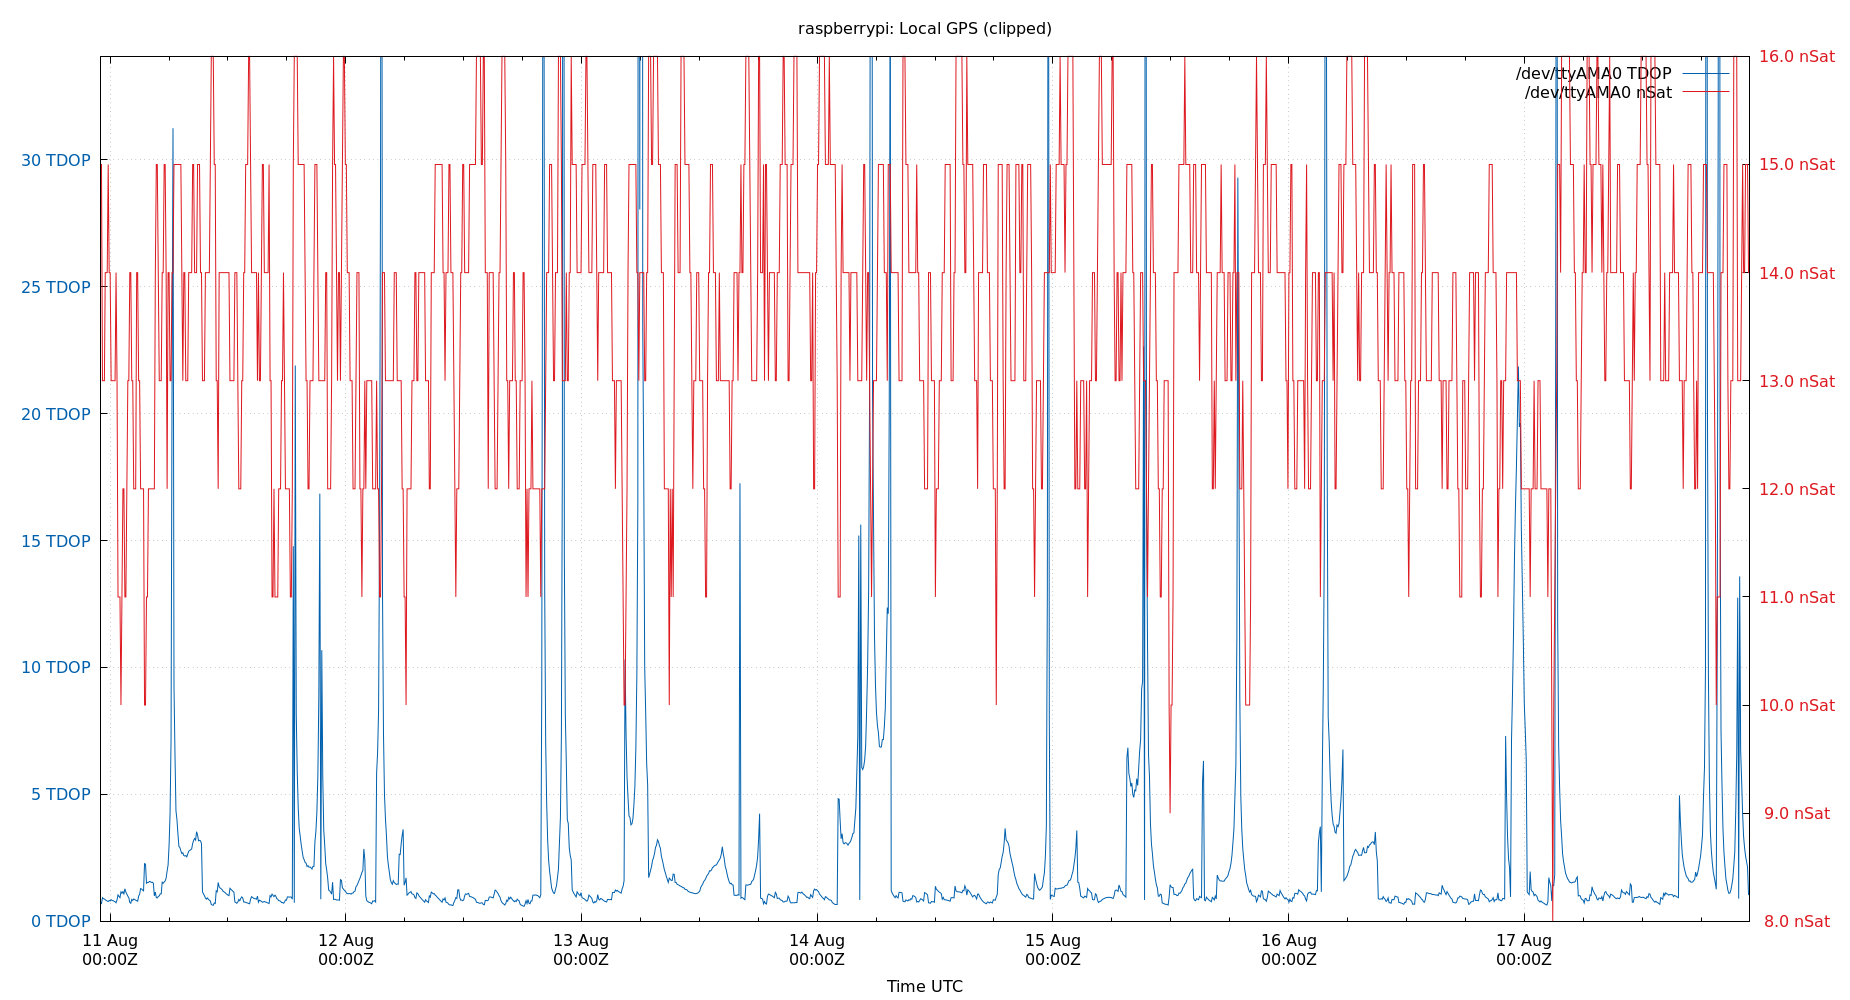 raspberrypi: Local GPS (clipped)
/dev/ttyAMA0 TDOP
/dev/ttyAMA0 nSat
30 TDOP
25 TDOP
20 TDOP
15 TDOP
10 TDOP
5 TDOP
0 TDOP
16.0 nSat
15.0 nSat
14.0 nSat
13.0 nSat
12.0 nSat
11.0 nSat
10.0 nSat
9.0 nSat
8.0 nSat
11 Aug
00:00Z
12 Aug
00:00Z
13 Aug
00:00Z
14 Aug
00:00Z
15 Aug
00:00Z
16 Aug
00:00Z
17 Aug
00:00Z
Time UTC